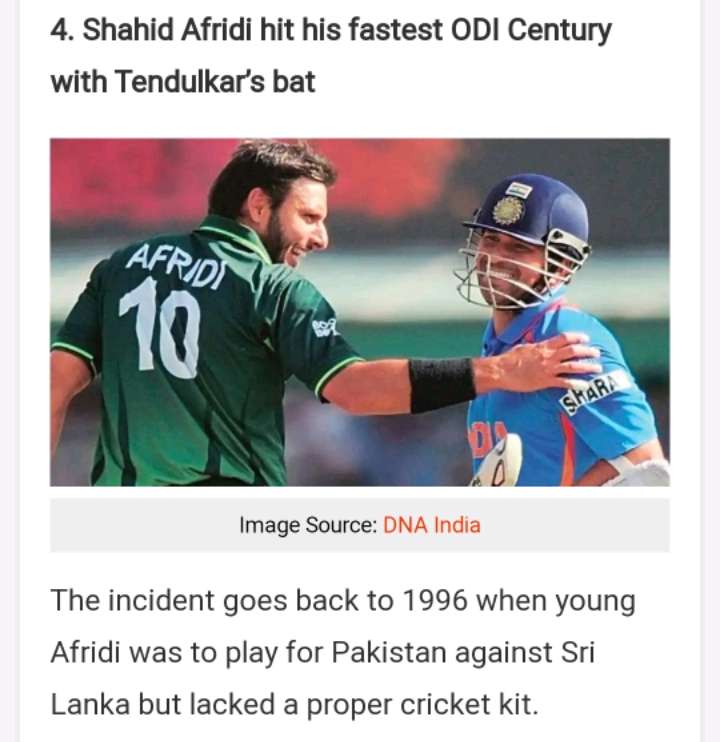 4. Shahid Afridi hit his fastest ODI Century
with Tendulkar's bat
AFRIDI
10
SHARA
DIA
Image Source: DNA India
The incident goes back to 1996 when young
Afridi was to play for Pakistan against Sri
Lanka but lacked a proper cricket kit.